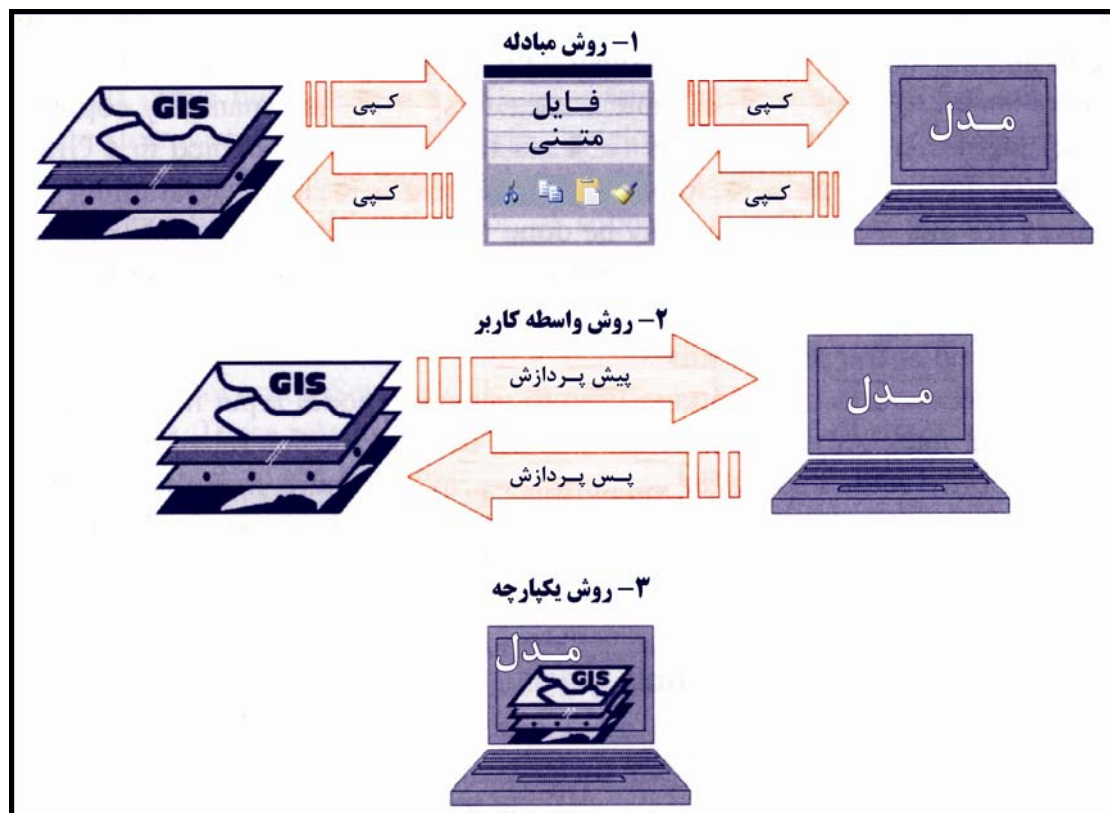 ۱- روش مبادله
GIS
کپی
فایل
متنی
کپی
مدل
کپی
کپی
۲- روش واسطه کاربر
GIS
پیش پردازش
مدل
پس پردازش
۳- روش یکپارچه
مدل
GIS